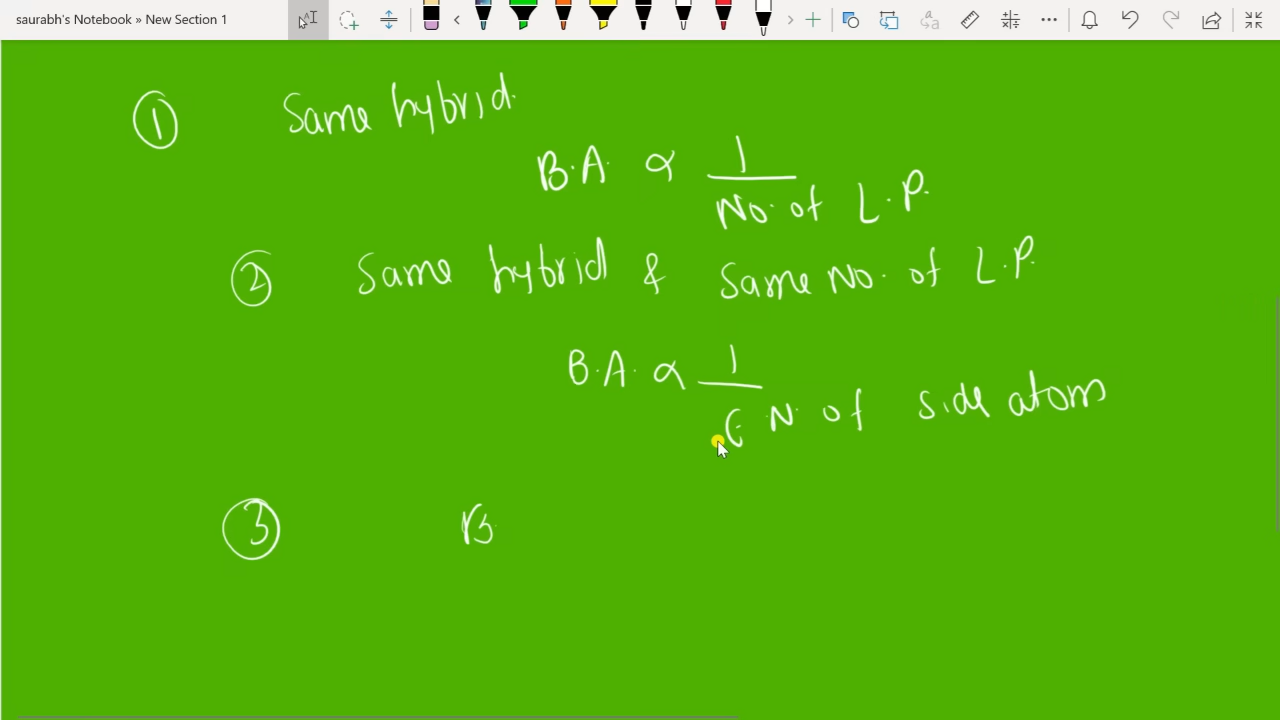 saurabh's Notebook » New Section 1
① Same hybrid.
B.A. ∝ 1
No. of L.P.
② Same hybrid & Same No. of L.P.
B.A. ∝ 1
E.N. of side atom
③ B.